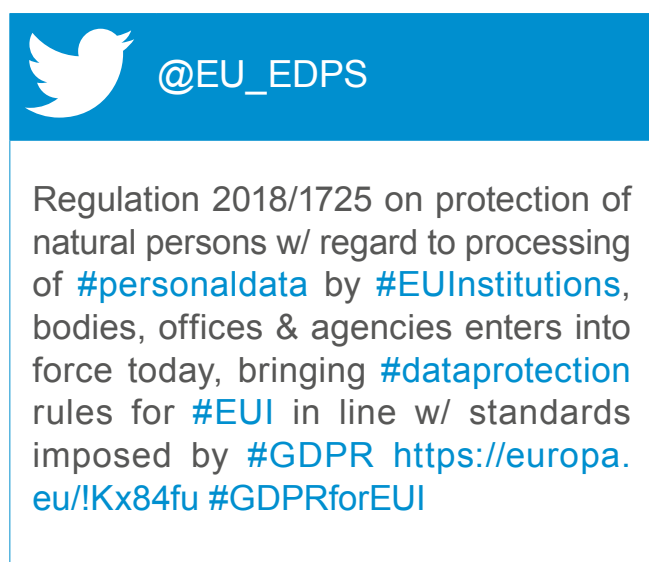 @EU_EDPS
Regulation 2018/1725 on protection of
natural persons w/ regard to processing
of #personaldata by #EUInstitutions,
bodies, offices & agencies enters into
force today, bringing #dataprotection
rules for #EUI in line w/ standards
imposed by #GDPR https://europa.
eu/!Kx84fu #GDPRforEUI